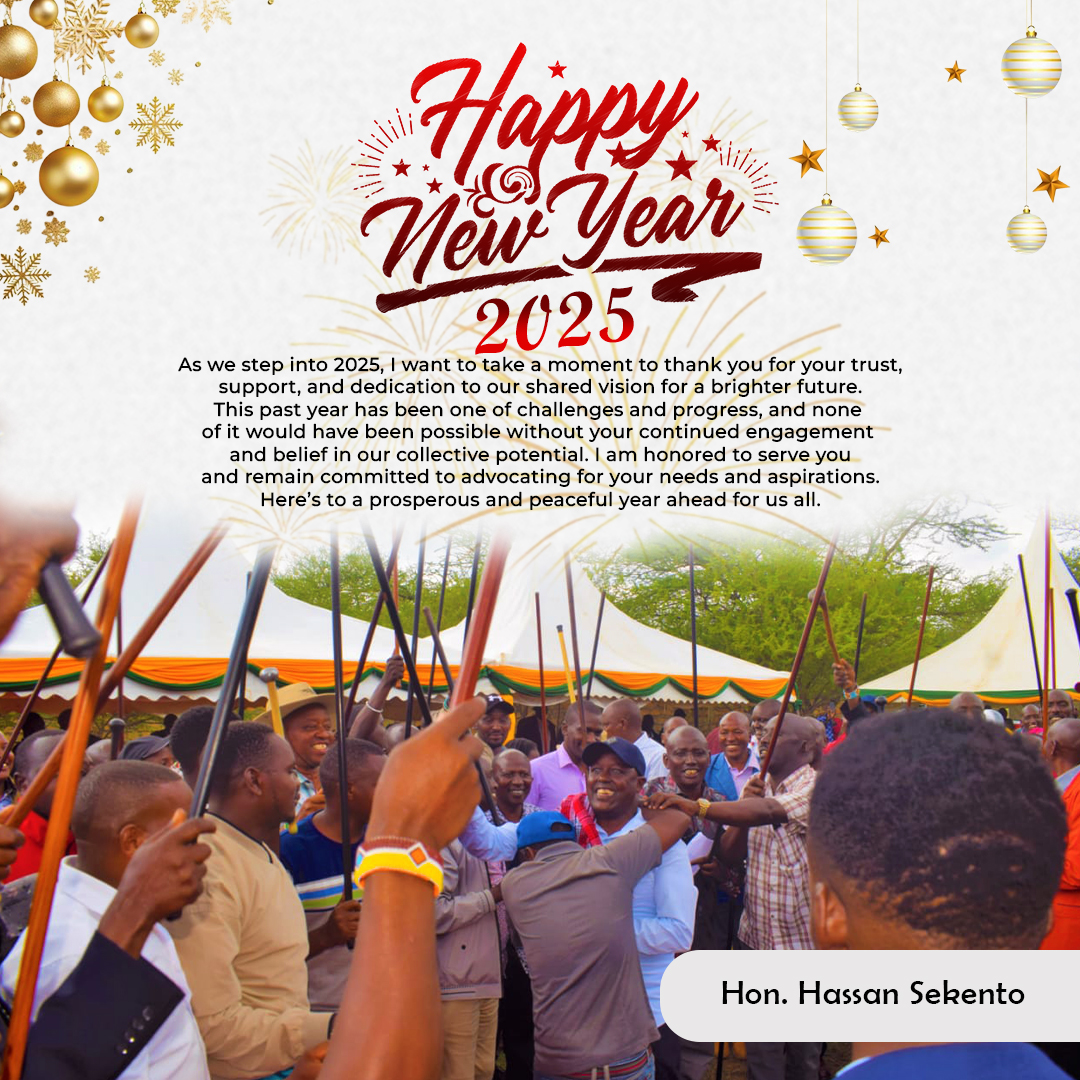 Happy
New Year
2025
As we step into 2025, I want to take a moment to thank you for your trust,
support, and dedication to our shared vision for a brighter future.
This past year has been one of challenges and progress, and none
of it would have been possible without your continued engagement
and belief in our collective potential. I am honored to serve you
and remain committed to advocating for your needs and aspirations.
Here’s to a prosperous and peaceful year ahead for us all.
Hon. Hassan Sekento